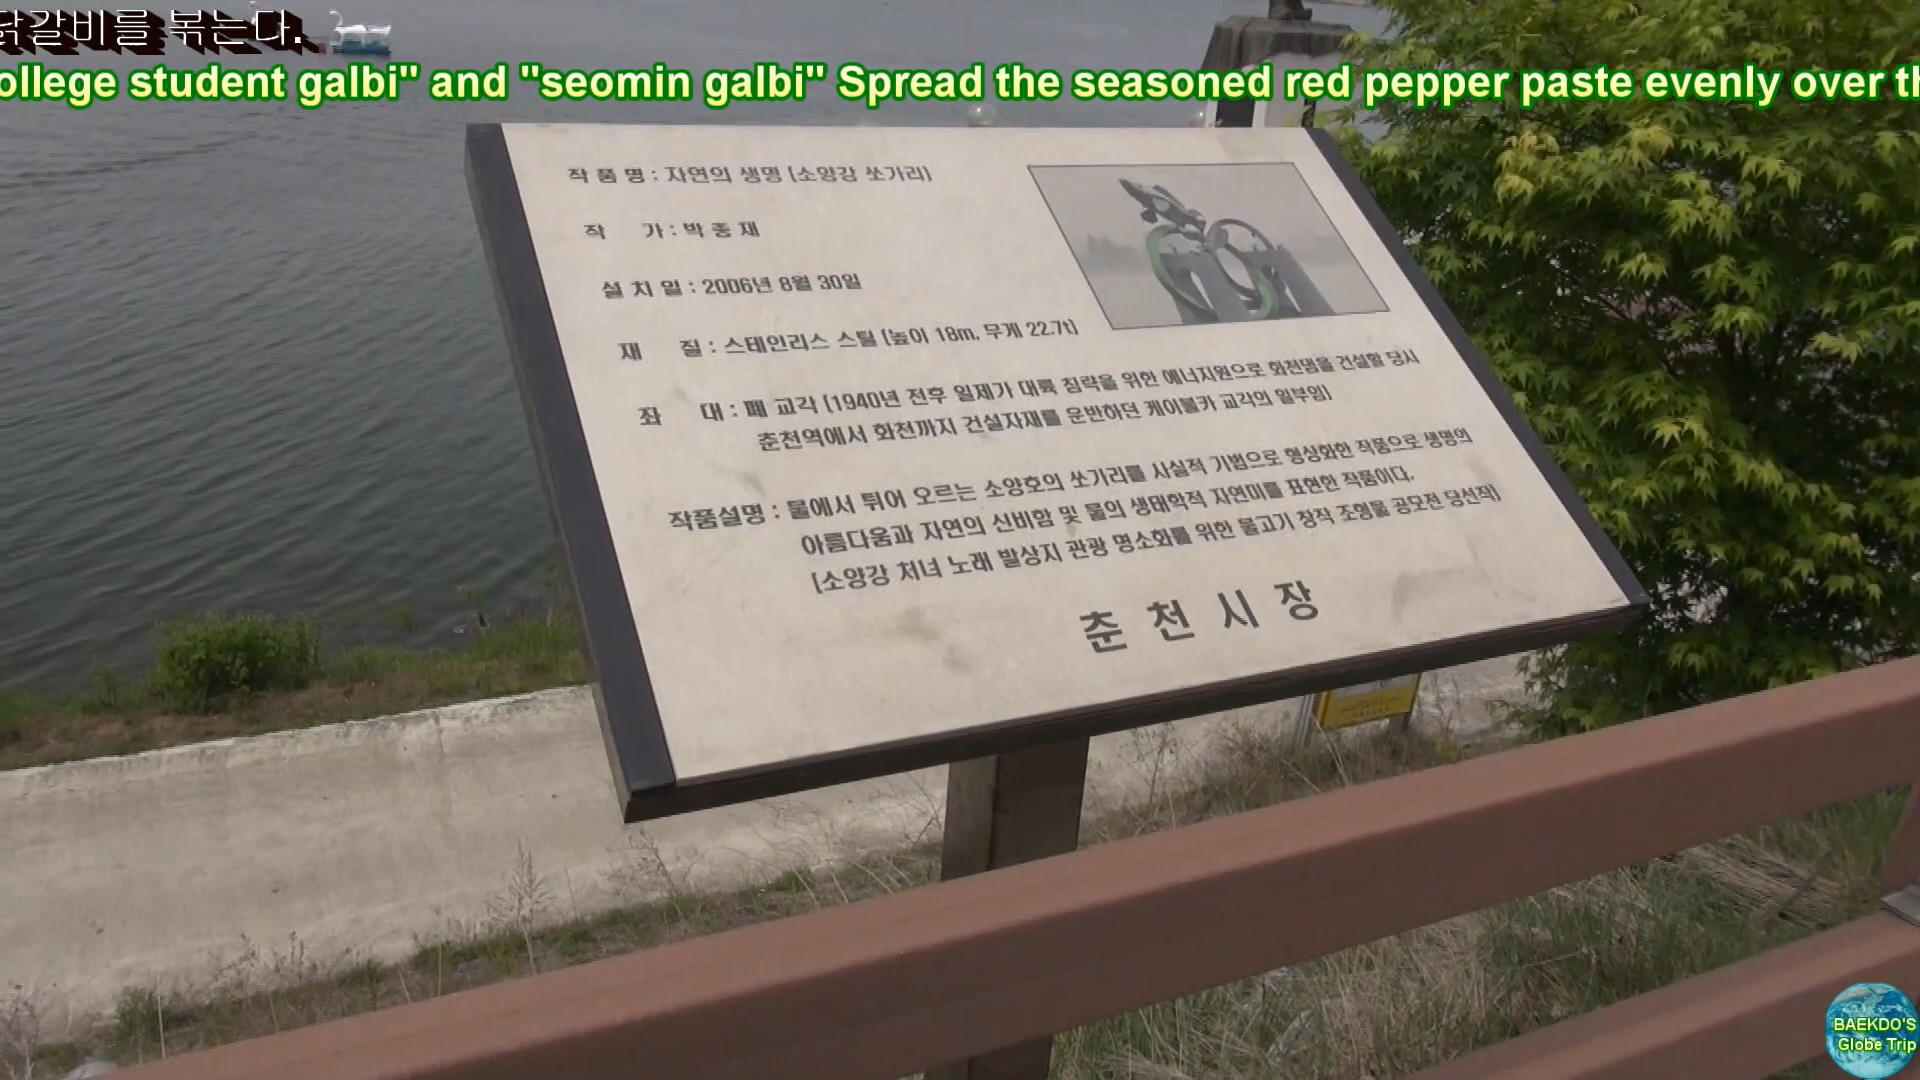 닭갈비를 볶는다.
ollege student galbi" and "seomin galbi" Spread the seasoned red pepper paste evenly over th
작 품 명 : 자연의 생명 (소양강 쏘가리)
작 가 : 박 종 재
설 치 일 : 2006년 8월 30일
재 질 : 스테인리스 스틸 (높이 18m, 무게 22.7t)
좌 대 : 폐 교각 (1940년 전후 일제가 대륙 침략을 위한 에너지원으로 화천댐을 건설할 당시
춘천역에서 화천까지 건설자재를 운반하던 케이블카 교각의 일부임)
작품설명 : 물에서 튀어 오르는 소양호의 쏘가리를 사실적 기법으로 형상화한 작품으로 생명의
아름다움과 자연의 신비함 및 물의 생태학적 자연미를 표현한 작품이다.
(소양강 처녀 노래 발상지 관광 명소화를 위한 물고기 창작 조형물 공모전 당선작)
춘 천 시 장
BAEKDO'S
Globe Trip